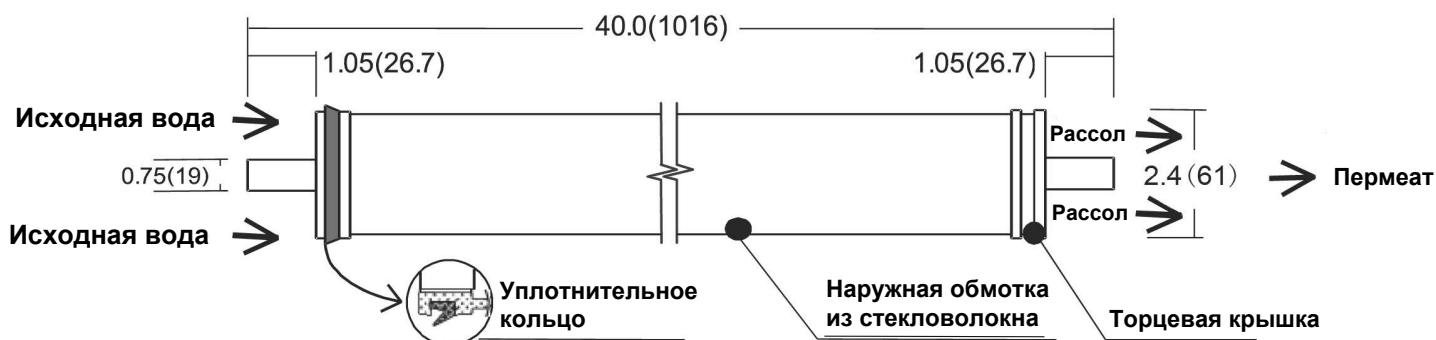 40.0(1016)
1.05(26.7)
1.05(26.7)
Исходная вода
Рассол
0.75(19)
2.4(61)
Пермеат
Исходная вода
Рассол
Уплотнительное
кольцо
Наружная обмотка
из стекловолокна
Торцевая крышка